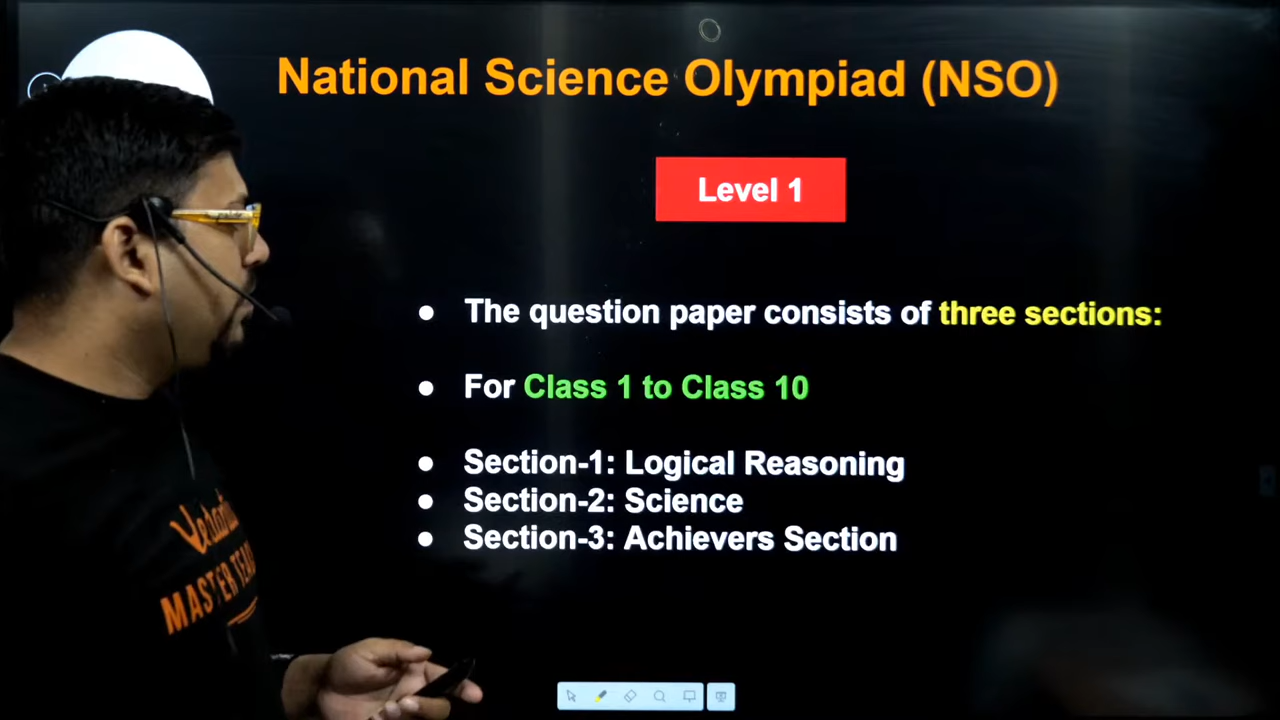 National Science Olympiad (NSO)
Level 1
● The question paper consists of three sections:
● For Class 1 to Class 10
● Section-1: Logical Reasoning
● Section-2: Science
● Section-3: Achievers Section
MASTER